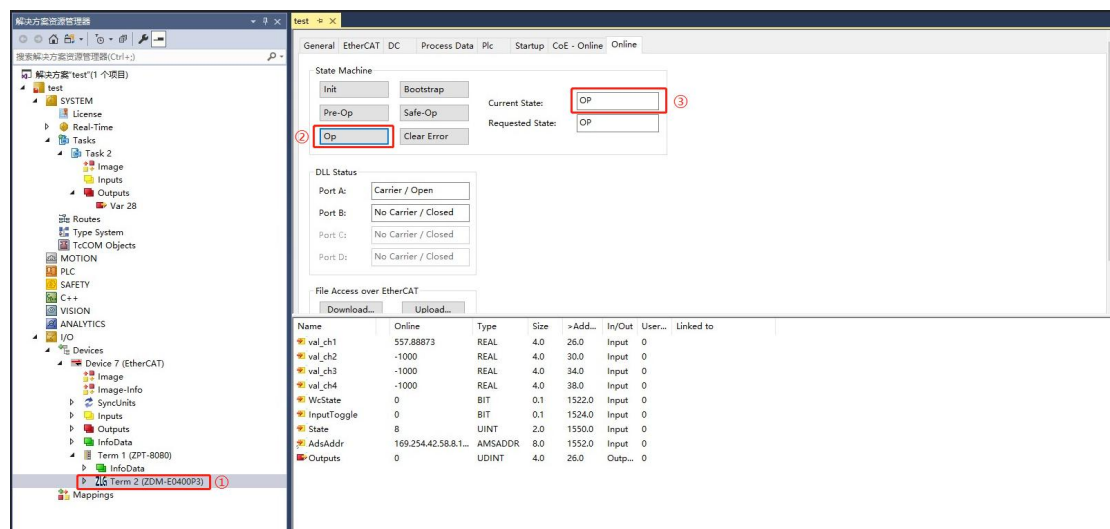 解决方案资源管理器
搜索解决方案资源管理器(Ctrl+;)
解决方案"test"(1 个项目)
test
SYSTEM
License
Real-Time
Tasks
Task 2
Image
Inputs
Outputs
Var 28
Routes
Type System
TcCOM Objects
MOTION
PLC
SAFETY
C++
VISION
ANALYTICS
I/O
Devices
Device 7 (EtherCAT)
Image
Image-Info
SyncUnits
Inputs
Outputs
InfoData
Term 1 (ZPT-8080)
InfoData
ZLG Term 2 (ZDM-E0400P3) ①
Mappings
test
General EtherCAT DC Process Data Plc Startup CoE - Online Online
State Machine
Init Bootstrap
Current State: OP ③
Pre-Op Safe-Op
Requested State: OP
② Op Clear Error
DLL Status
Port A: Carrier / Open
Port B: No Carrier / Closed
Port C: No Carrier / Closed
Port D: No Carrier / Closed
File Access over EtherCAT
Download... Upload...
Name Online Type Size >Add... In/Out User... Linked to
val_ch1 557.88873 REAL 4.0 26.0 Input 0
val_ch2 -1000 REAL 4.0 30.0 Input 0
val_ch3 -1000 REAL 4.0 34.0 Input 0
val_ch4 -1000 REAL 4.0 38.0 Input 0
WcState 0 BIT 0.1 1522.0 Input 0
InputToggle 0 BIT 0.1 1524.0 Input 0
State 8 UINT 2.0 1550.0 Input 0
AdsAddr 169.254.42.58.8.1... AMSADDR 8.0 1552.0 Input 0
Outputs 0 UDINT 4.0 26.0 Outp... 0